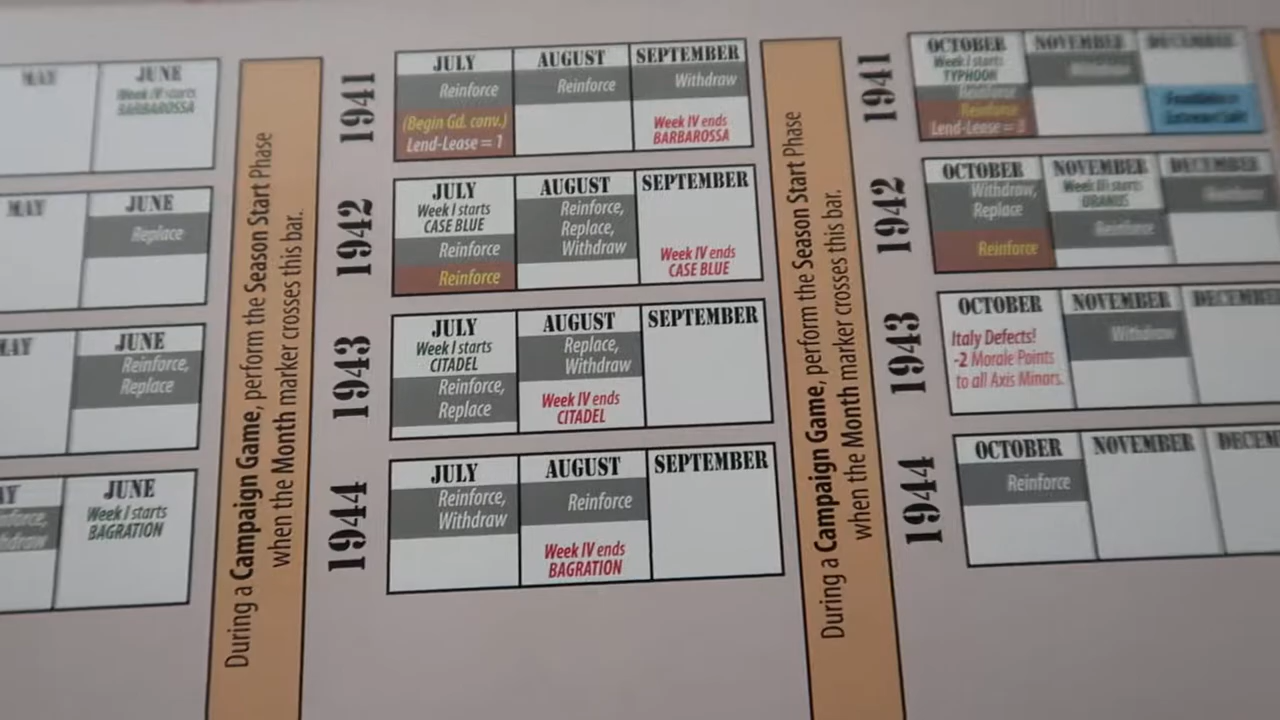 MAY
JUNE
Week IV starts
BARBAROSSA
MAY
JUNE
Replace
MAY
JUNE
Reinforce,
Replace
JUNE
Week I starts
BAGRATION
During a Campaign Game, perform the Season Start Phase
when the Month marker crosses this bar.
1941
JULY
Reinforce
(Begin Gd. conv.)
Lend-Lease = 1
AUGUST
Reinforce
SEPTEMBER
Withdraw
Week IV ends
BARBAROSSA
1942
JULY
Week I starts
CASE BLUE
Reinforce
Reinforce
AUGUST
Reinforce,
Replace,
Withdraw
SEPTEMBER
Week IV ends
CASE BLUE
1943
JULY
Week I starts
CITADEL
Reinforce,
Replace
AUGUST
Replace,
Withdraw
Week IV ends
CITADEL
SEPTEMBER
1944
JULY
Reinforce,
Withdraw
AUGUST
Reinforce
Week IV ends
BAGRATION
SEPTEMBER
During a Campaign Game, perform the Season Start Phase
when the Month marker crosses this bar.
1941
OCTOBER
Week I starts
TYPHOON
Reinforce
Reinforce
Lend-Lease =
NOVEMBER
DECEMBER
1942
OCTOBER
Withdraw,
Replace
Reinforce
NOVEMBER
Week III starts
URANUS
Reinforce
DECEMBER
1943
OCTOBER
Italy Defects!
-2 Morale Points
to all Axis Minors.
NOVEMBER
Withdraw
DECEMBER
1944
OCTOBER
Reinforce
NOVEMBER
DECEM